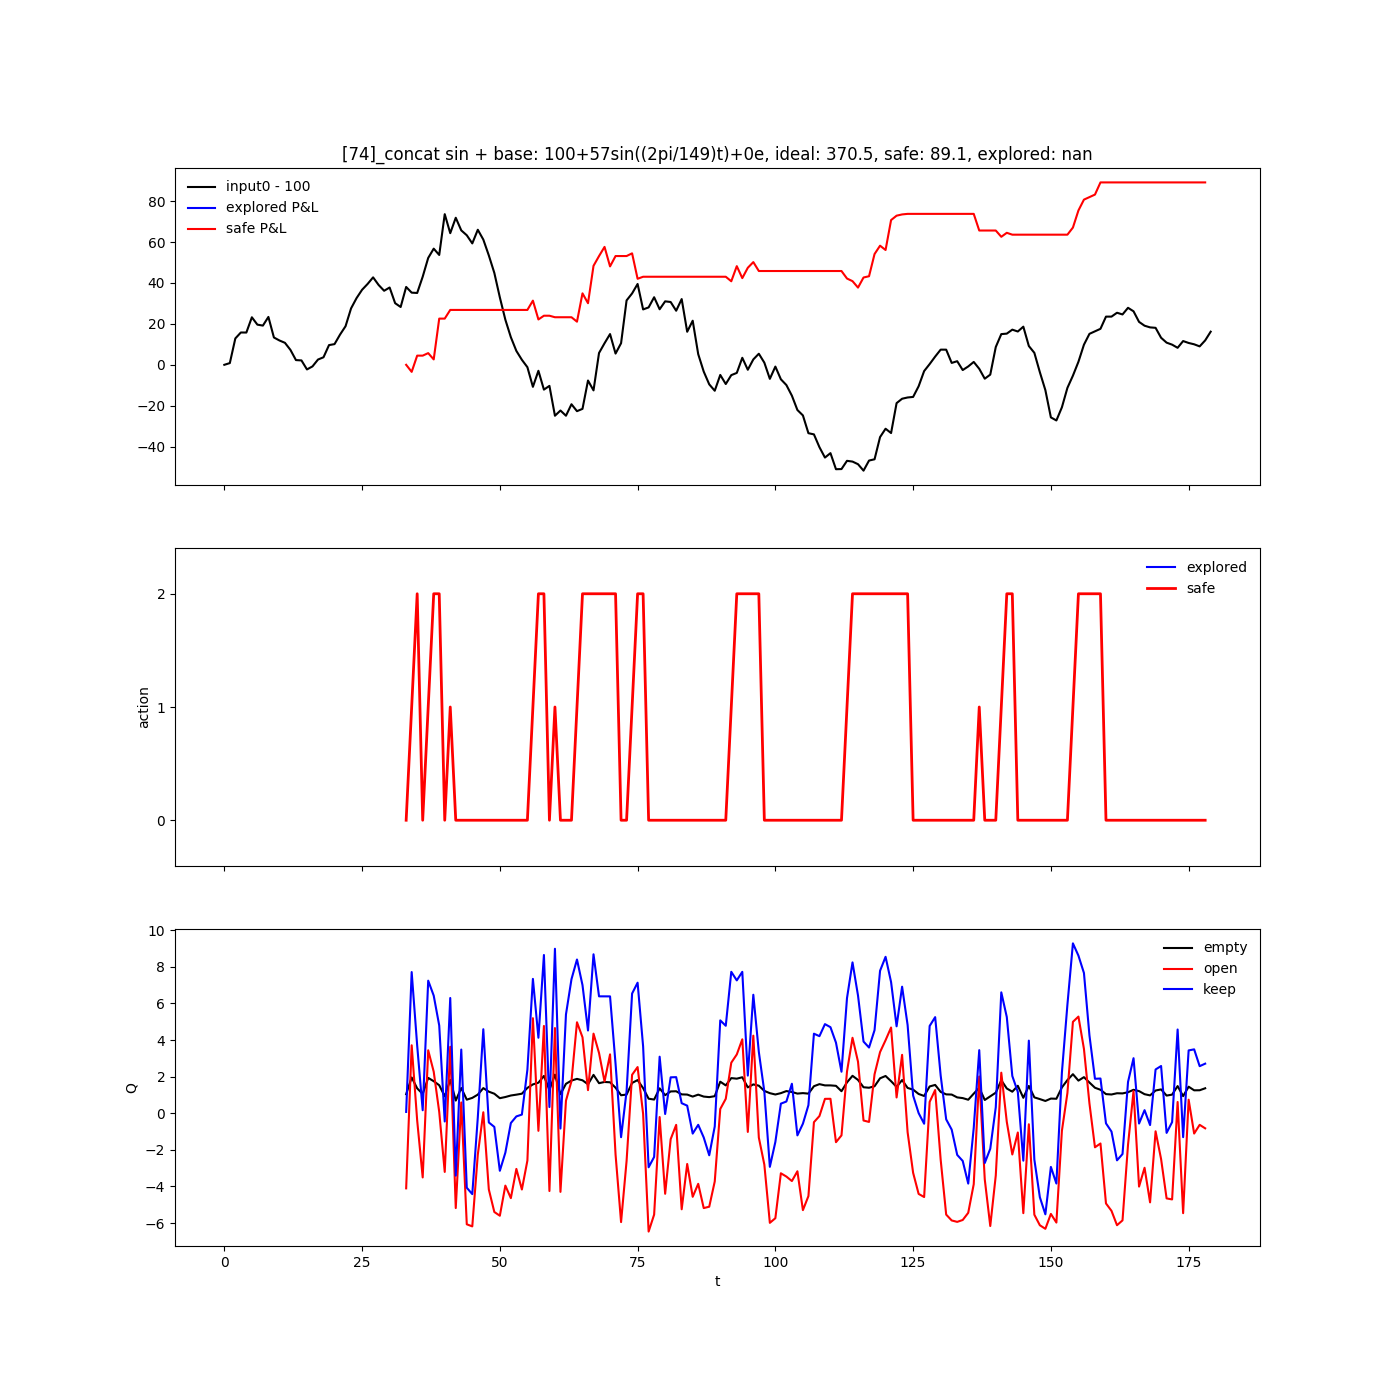 [74]_concat sin + base: 100+57sin((2pi/149)t)+0e, ideal: 370.5, safe: 89.1, explored: nan
input0 - 100
explored P&L
safe P&L
80
60
40
20
0
−20
−40
explored
safe
2
1
0
action
empty
open
keep
10
8
6
4
2
0
−2
−4
−6
Q
0
25
50
75
100
125
150
175
t